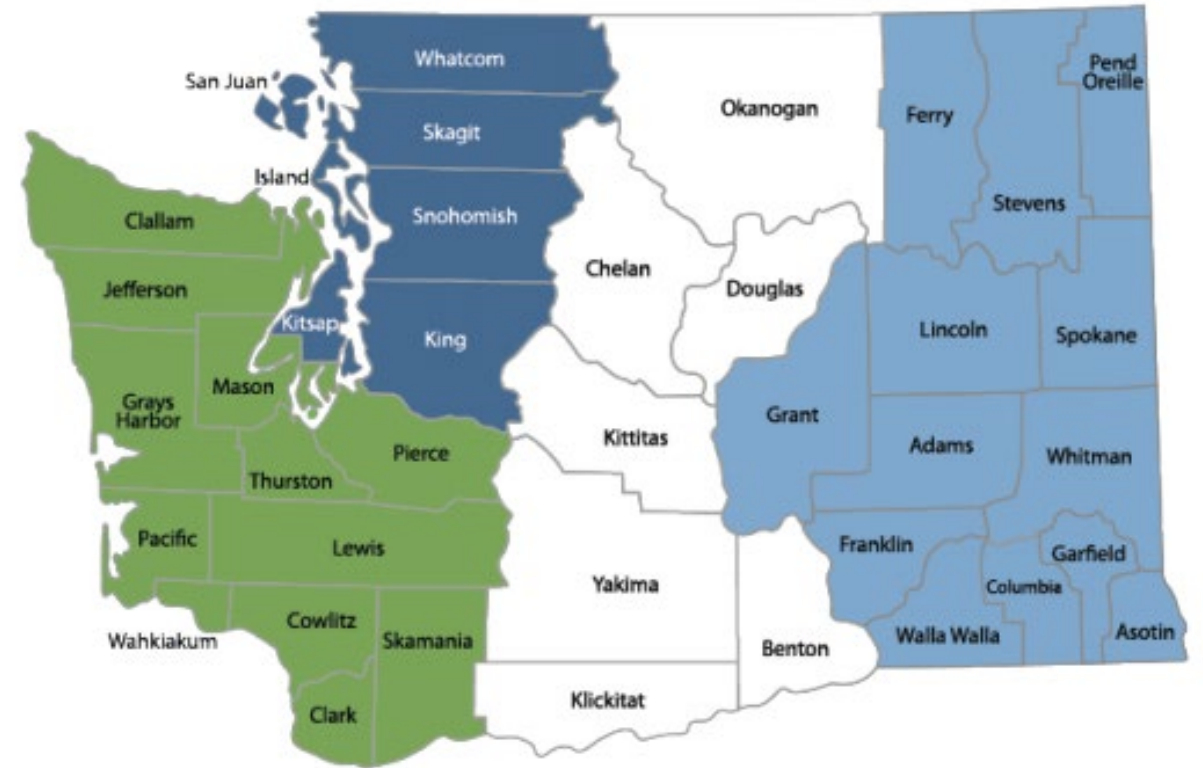 Whatcom
San Juan
Pend
Oreille
Okanogan
Ferry
Skagit
Island
Stevens
Snohomish
Clallam
Chelan
Douglas
Jefferson
Kitsap
Lincoln
Spokane
King
Mason
Grays
Harbor
Grant
Kittitas
Adams
Whitman
Pierce
Thurston
Pacific
Lewis
Franklin
Garfield
Yakima
Columbia
Cowlitz
Wahkiakum
Skamania
Walla Walla
Asotin
Benton
Klickitat
Clark